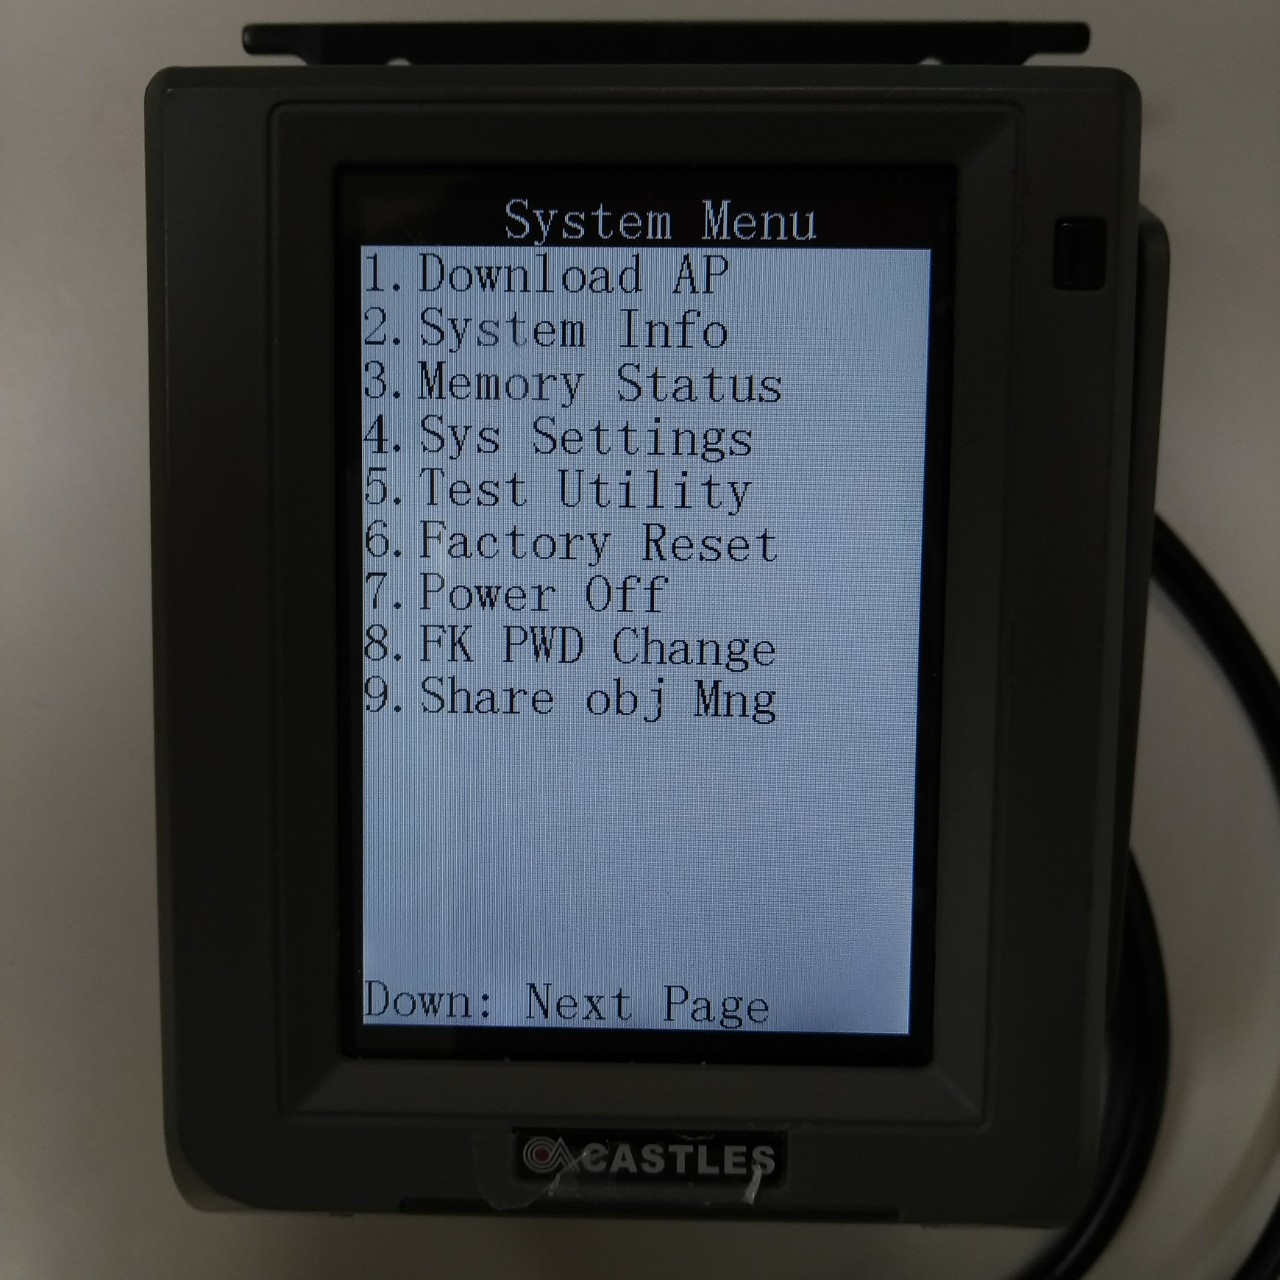 System Menu
1. Download AP
2. System Info
3. Memory Status
4. Sys Settings
5. Test Utility
6. Factory Reset
7. Power Off
8. FK PWD Change
9. Share obj Mng
Down: Next Page
CASTLES